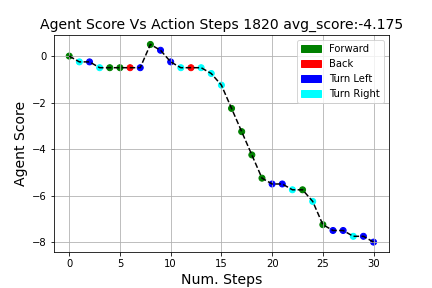 Agent Score Vs Action Steps 1820 avg_score:-4.175
Forward
Back
Turn Left
Turn Right
Agent Score
0
−2
−4
−6
−8
0 5 10 15 20 25 30
Num. Steps